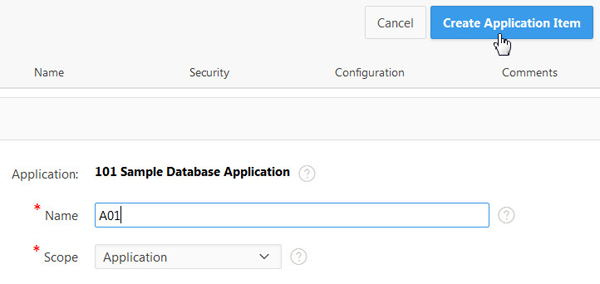 Cancel Create Application Item
Name Security Configuration Comments
Application: 101 Sample Database Application ?
* Name A01 ?
* Scope Application ?